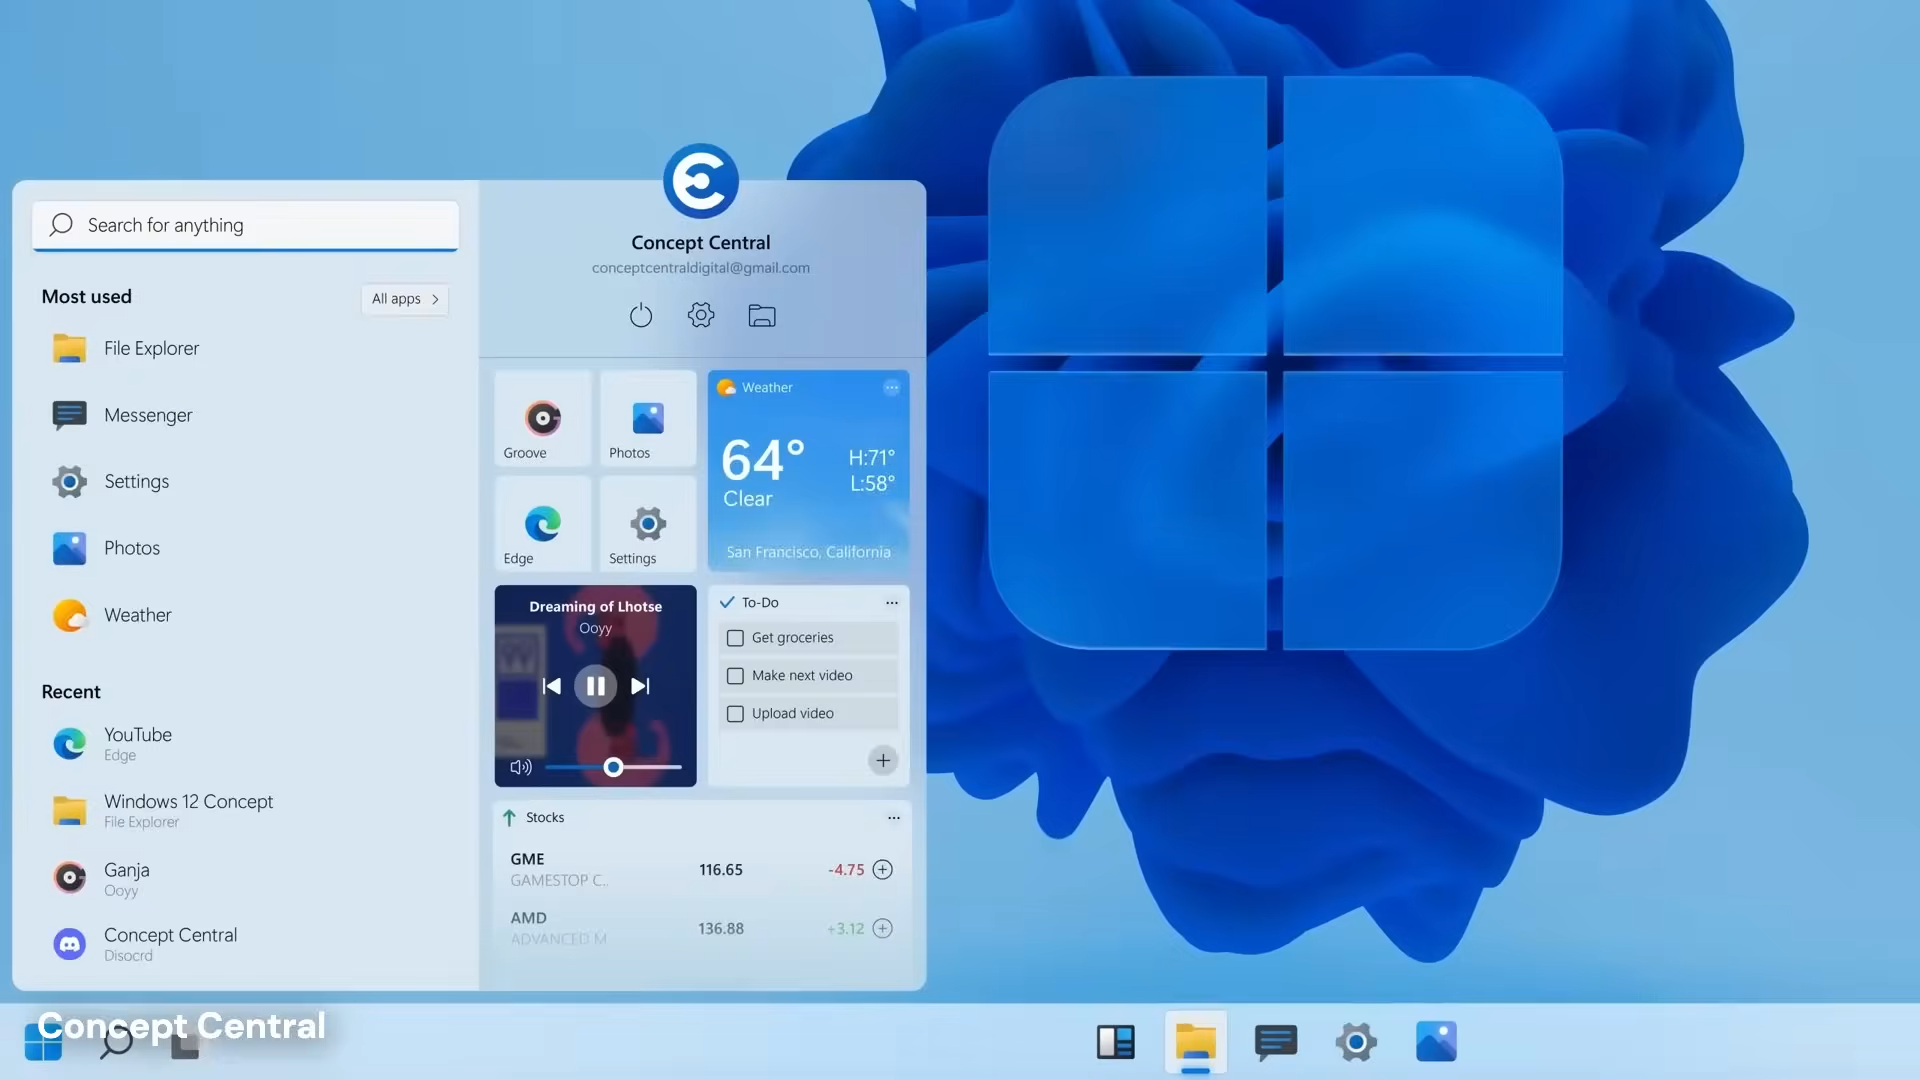 Search for anything
Most used
All apps
File Explorer
Messenger
Settings
Photos
Weather
Recent
YouTube
Edge
Windows 12 Concept
File Explorer
Ganja
Ooyy
Concept Central
Disocrd
Concept Central
conceptcentraldigital@gmail.com
Groove
Photos
Edge
Settings
Weather
64°
Clear
H:71°
L:58°
San Francisco, California
Dreaming of Lhotse
Ooyy
To-Do
Get groceries
Make next video
Upload video
Stocks
GME 116.65 -4.75
GAMESTOP C..
AMD 136.88 +3.12
ADVANCED M
Concept Central